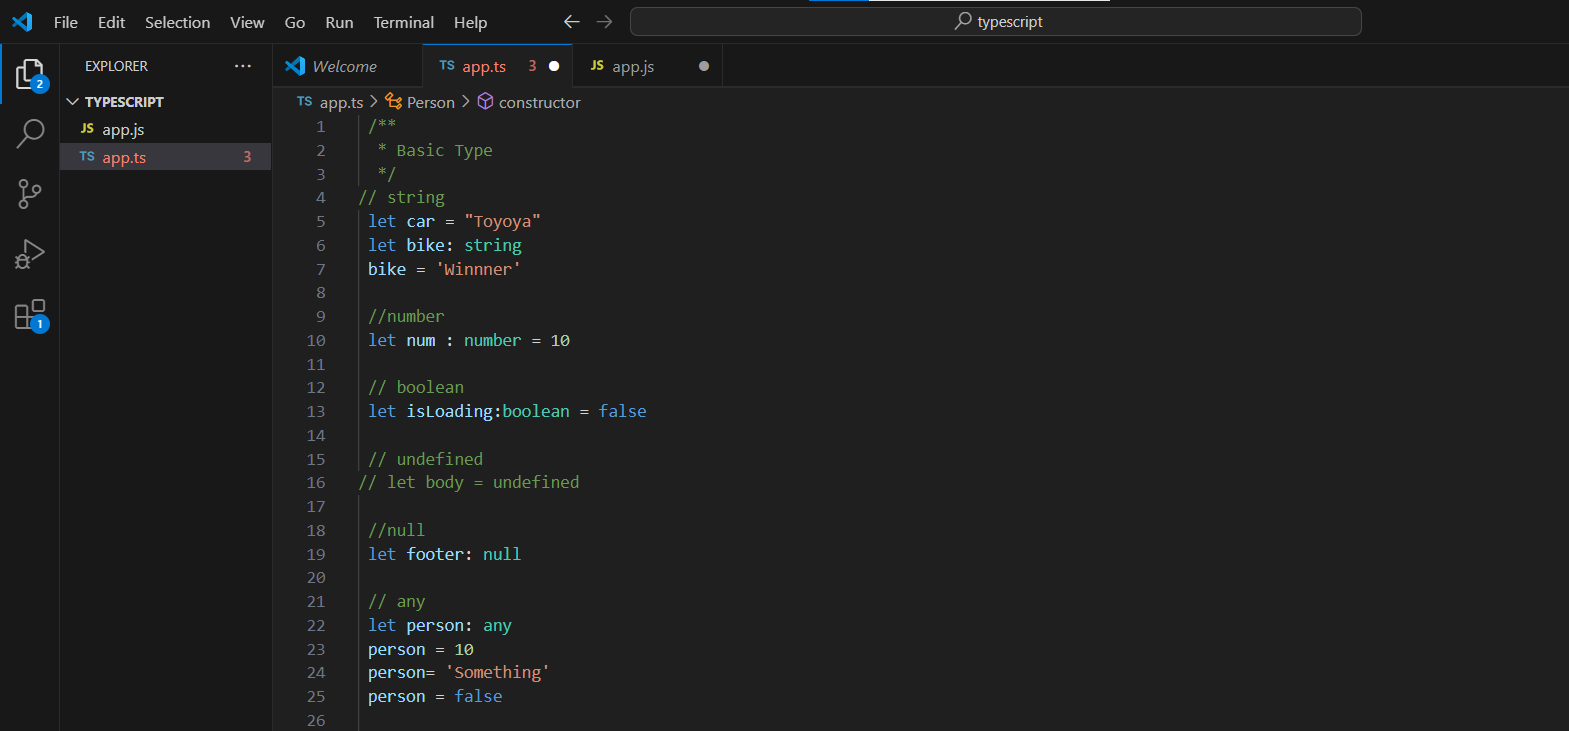 File Edit Selection View Go Run Terminal Help
typescript
EXPLORER
Welcome
TS app.ts 3
JS app.js
2
TYPESCRIPT
JS app.js
TS app.ts 3
1
TS app.ts > Person > constructor
1 /**
2 * Basic Type
3 */
4 // string
5 let car = "Toyoya"
6 let bike: string
7 bike = 'Winnner'
8
9 //number
10 let num : number = 10
11
12 // boolean
13 let isLoading:boolean = false
14
15 // undefined
16 // let body = undefined
17
18 //null
19 let footer: null
20
21 // any
22 let person: any
23 person = 10
24 person= 'Something'
25 person = false
26